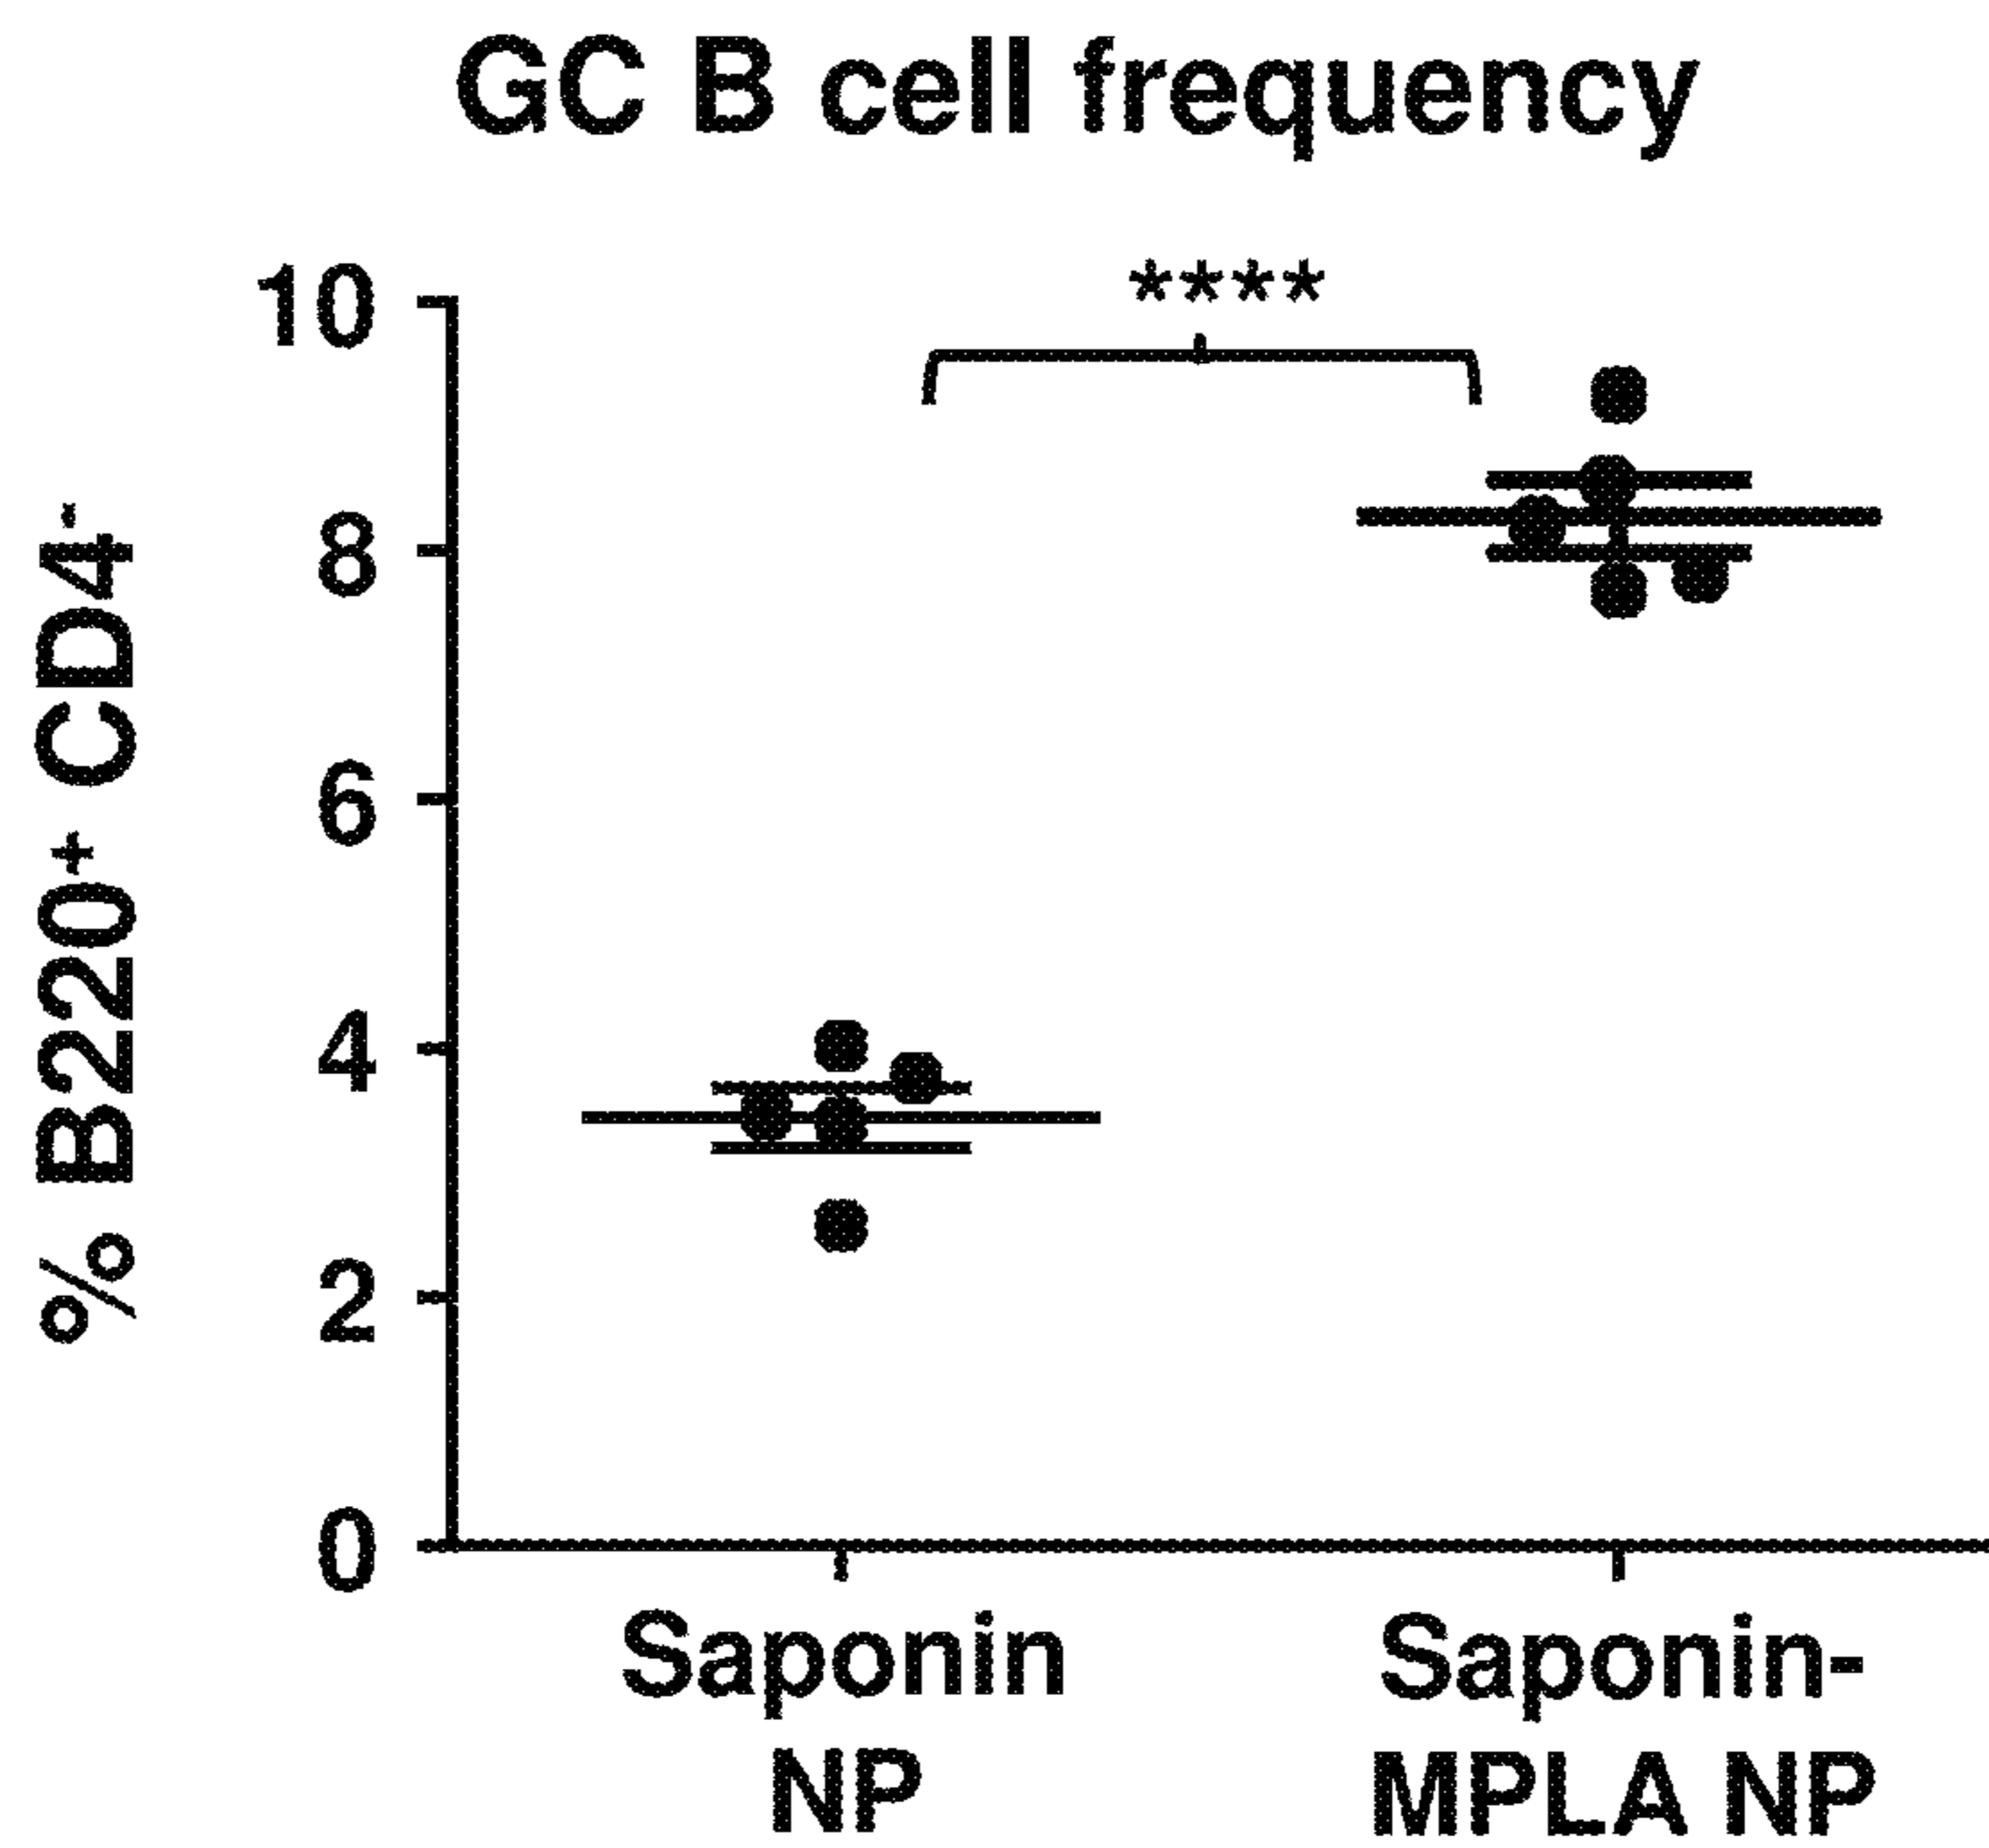 GC B cell frequency
% B220+ CD4-
****
10
8
6
4
2
0
Saponin
NP
Saponin-
MPLA NP